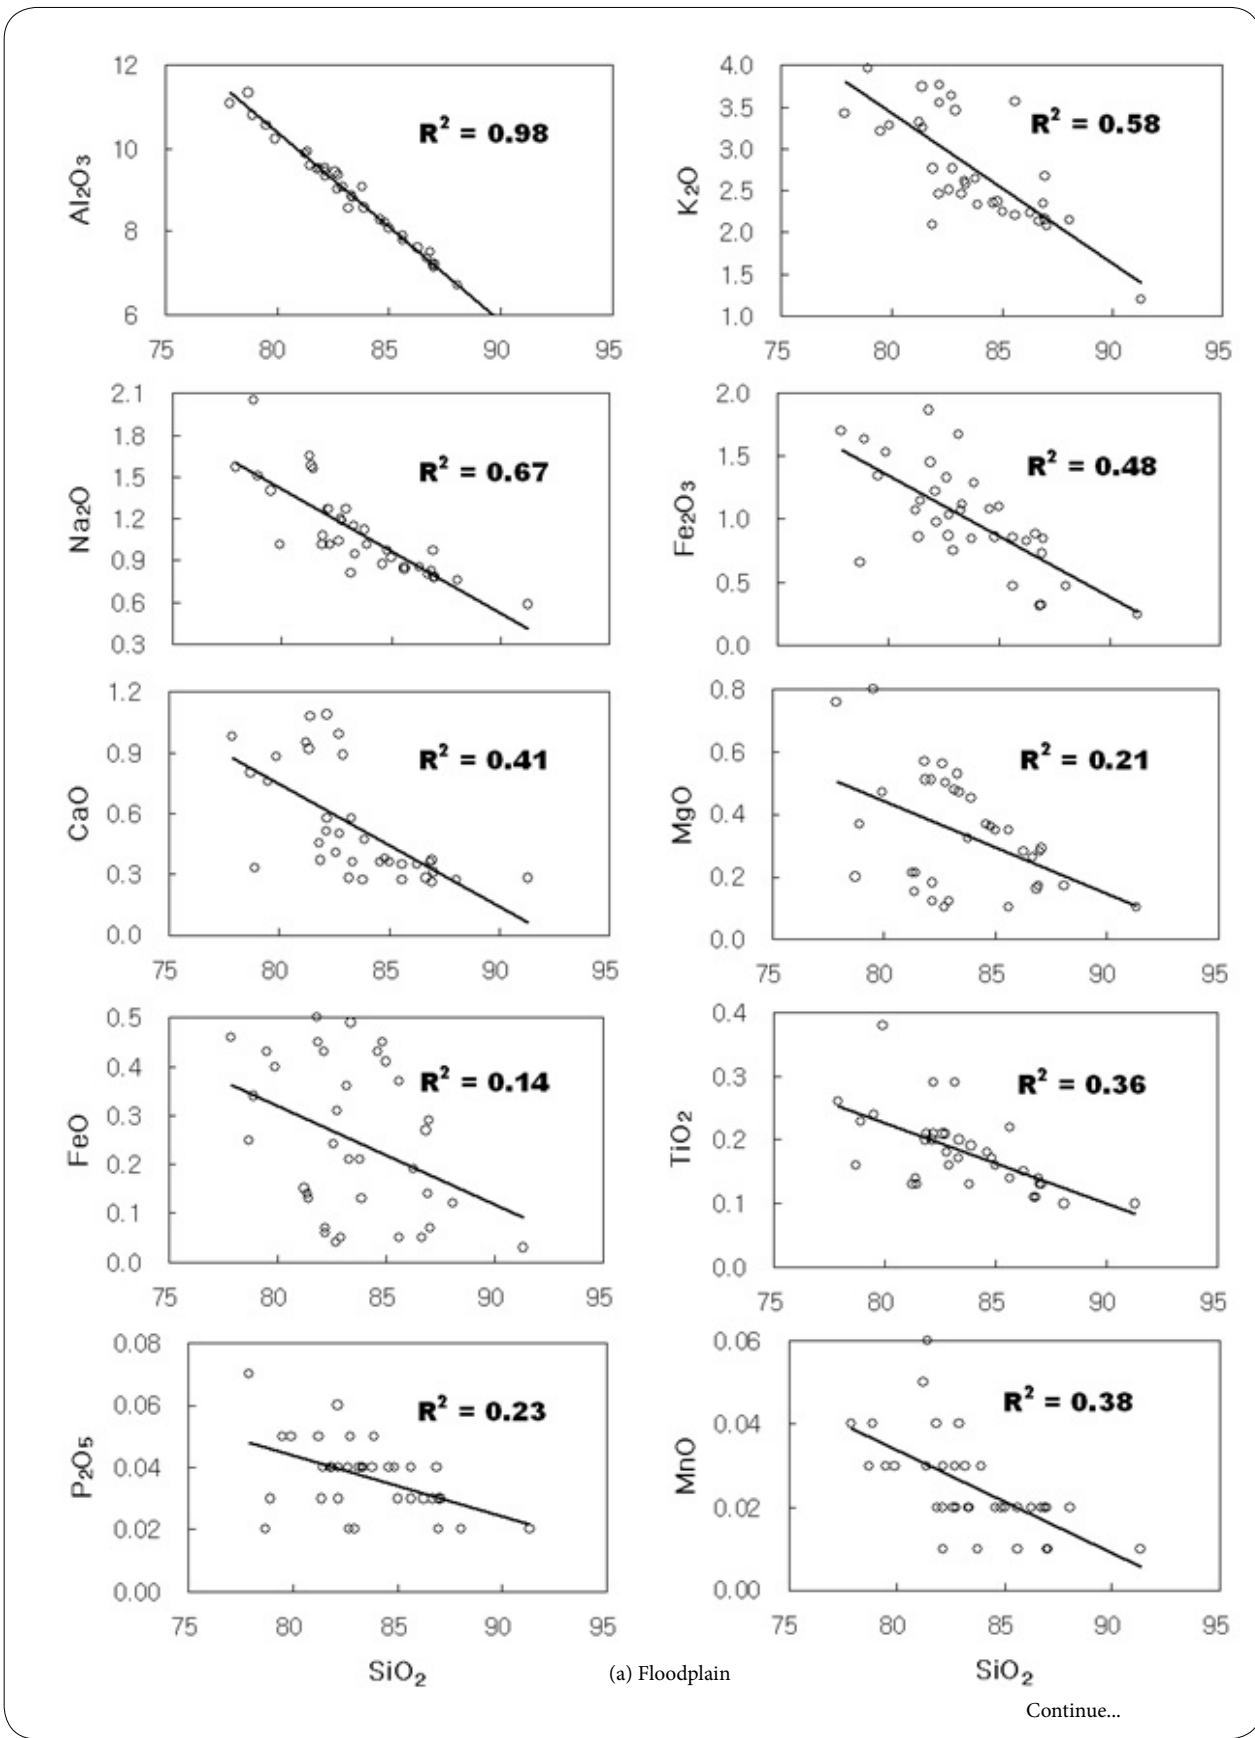 12
10
8
6
Al₂O₃
R² = 0.98
75 80 85 90 95
4.0
3.5
3.0
2.5
2.0
1.5
1.0
K₂O
R² = 0.58
75 80 85 90 95
2.1
1.8
1.5
1.2
0.9
0.6
0.3
Na₂O
R² = 0.67
2.0
1.5
1.0
0.5
0.0
Fe₂O₃
R² = 0.48
1.2
0.9
0.6
0.3
0.0
CaO
R² = 0.41
75 80 85 90 95
0.8
0.6
0.4
0.2
0.0
MgO
R² = 0.21
75 80 85 90 95
0.5
0.4
0.3
0.2
0.1
0.0
FeO
R² = 0.14
75 80 85 90 95
0.4
0.3
0.2
0.1
0.0
TiO₂
R² = 0.36
75 80 85 90 95
0.08
0.06
0.04
0.02
0.00
P₂O₅
R² = 0.23
75 80 85 90 95
SiO₂
0.06
0.04
0.02
0.00
MnO
R² = 0.38
75 80 85 90 95
SiO₂
(a) Floodplain
Continue...